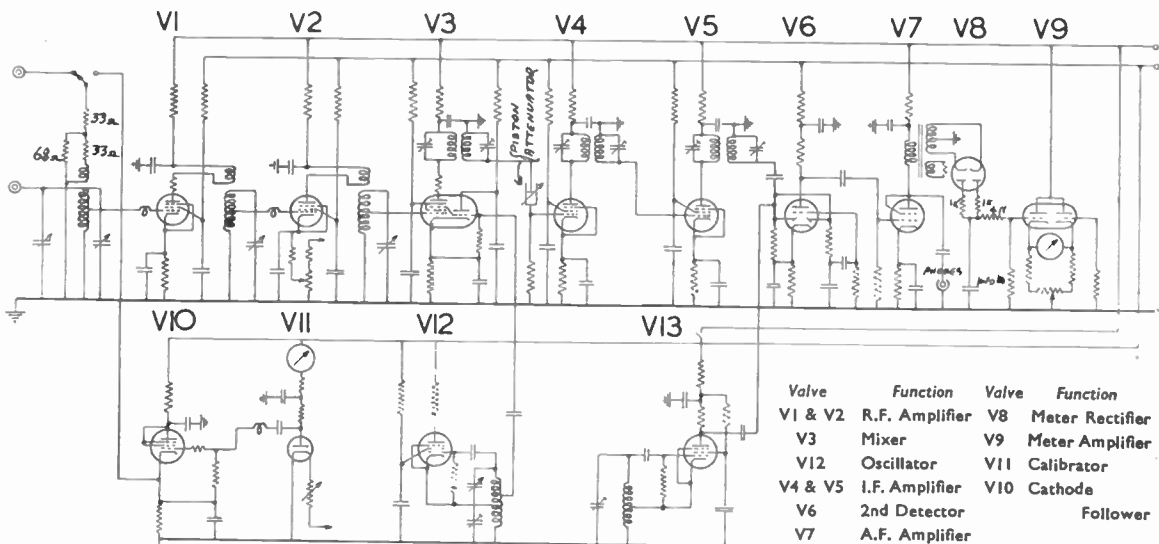 V1 V2 V3 V4 V5 V6 V7 V8 V9
PISTON
ATTENUATOR
33Ω
68Ω
33Ω
PHONES
V10 V11 V12 V13
Valve Function Valve Function
V1 & V2 R.F. Amplifier V8 Meter Rectifier
V3 Mixer V9 Meter Amplifier
V12 Oscillator V11 Calibrator
V4 & V5 I.F. Amplifier V10 Cathode
V6 2nd Detector Follower
V7 A.F. Amplifier